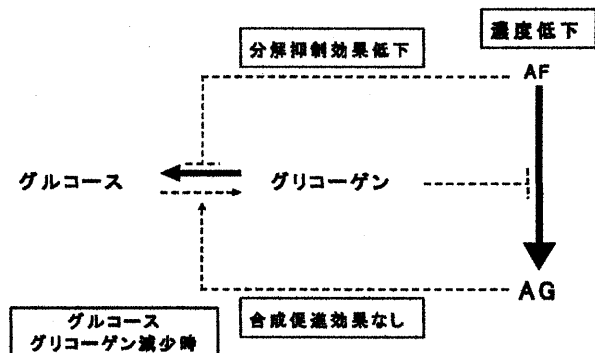 濃度低下
分解抑制効果低下
AF
グルコース
グリコーゲン
AG
合成促進効果なし
グルコース
グリコーゲン減少時